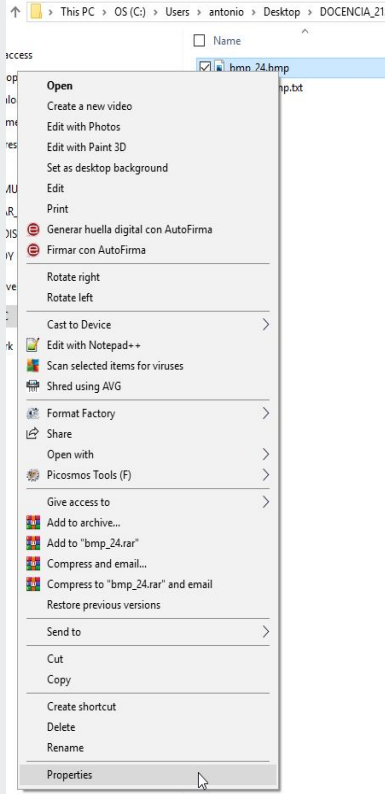 This PC > OS (C:) > Users > antonio > Desktop > DOCENCIA_21
Name
bmp_24.bmp
Open
Create a new video
Edit with Photos
Edit with Paint 3D
Set as desktop background
Edit
Print
Generar huella digital con AutoFirma
Firmar con AutoFirma
Rotate right
Rotate left
Cast to Device
Edit with Notepad++
Scan selected items for viruses
Shred using AVG
Format Factory
Share
Open with
Picosmos Tools (F)
Give access to
Add to archive...
Add to "bmp_24.rar"
Compress and email...
Compress to "bmp_24.rar" and email
Restore previous versions
Send to
Cut
Copy
Create shortcut
Delete
Rename
Properties